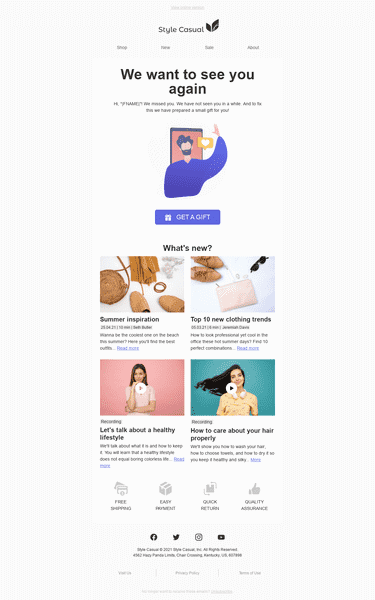 View online version
Style Casual
Shop New Sale About
We want to see you
again
Hi, *|FNAME|*! We missed you. We have not seen you in a while. And to fix
this we have prepared a small gift for you!
GET A GIFT
What's new?
Summer inspiration
25.04.21 | 10 min | Seth Butler
Wanna be the coolest one on the beach
this summer? Here you'll find the best
outfits... Read more
Top 10 new clothing trends
05.03.21 | 6 min | Jeremiah Davis
How to look professional yet cool in the
office these hot summer days? Find 10
perfect combinations... Read more
Recording
Let's talk about a healthy
lifestyle
We'll talk about what it is and how to keep
it. You will learn that a healthy lifestyle
does not equal boring colorless life... Read
more
Recording
How to care about your hair
properly
We'll show you how to wash your hair,
how to choose towels, and how to dry it so
you keep it healthy and silky... More
FREE
SHIPPING
EASY
PAYMENT
QUICK
RETURN
QUALITY
ASSURANCE
Style Casual © 2021 Style Casual, Inc. All Rights Reserved.
4562 Hazy Panda Limits, Chair Crossing, Kentucky, US, 607898
Visit Us Privacy Policy Terms of Use